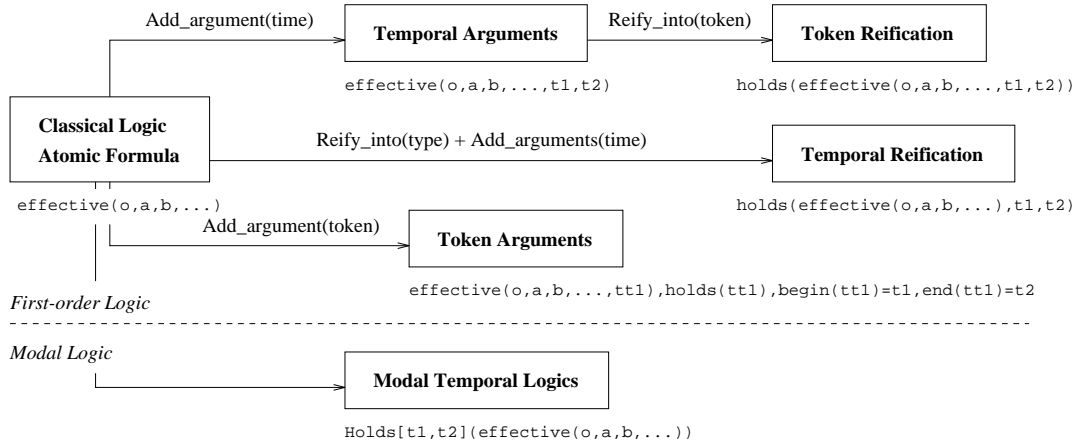 Add_argument(time)
Reify_into(token)
Temporal Arguments
Token Reification
effective(o,a,b,...,t1,t2)
holds(effective(o,a,b,...,t1,t2))
Classical Logic
Atomic Formula
Reify_into(type) + Add_arguments(time)
Temporal Reification
effective(o,a,b,...)
holds(effective(o,a,b,...),t1,t2)
Add_argument(token)
Token Arguments
effective(o,a,b,...,tt1),holds(tt1),begin(tt1)=t1,end(tt1)=t2
First-order Logic
Modal Logic
Modal Temporal Logics
Holds[t1,t2](effective(o,a,b,...))